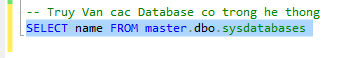 -- Truy Van cac Database co trong he thong
SELECT name FROM master.dbo.sysdatabases